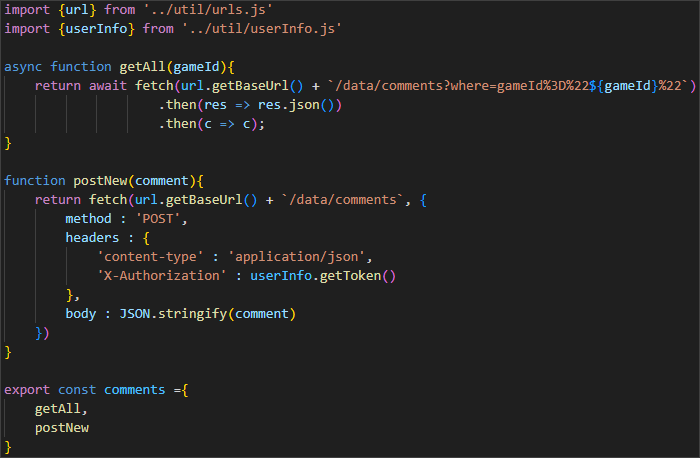 import {url} from '../util/urls.js'
import {userInfo} from '../util/userInfo.js'

async function getAll(gameId){
    return await fetch(url.getBaseUrl() + `/data/comments?where=gameId%3D%22${gameId}%22`)
                    .then(res => res.json())
                    .then(c => c);
}

function postNew(comment){
    return fetch(url.getBaseUrl() + `/data/comments`, {
        method : 'POST',
        headers : {
            'content-type' : 'application/json',
            'X-Authorization' : userInfo.getToken()
        },
        body : JSON.stringify(comment)
    })
}

export const comments ={
    getAll,
    postNew
}